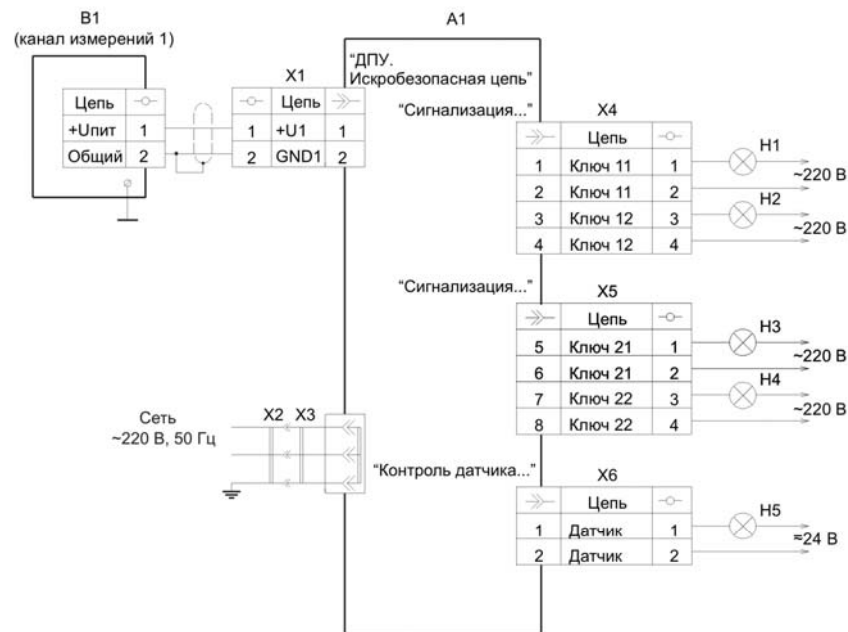 B1
(канал измерений 1)
A1
"ДПУ.
Искробезопасная цепь"
X1
Цепь
+Uпит 1
Общий 2
Цепь
1 +U1 1
2 GND1 2
"Сигнализация..."
X4
Цепь
1 Ключ 11 1
2 Ключ 11 2
3 Ключ 12 3
4 Ключ 12 4
H1
~220 В
H2
~220 В
"Сигнализация..."
X5
Цепь
5 Ключ 21 1
6 Ключ 21 2
7 Ключ 22 3
8 Ключ 22 4
H3
~220 В
H4
~220 В
Сеть
~220 В, 50 Гц
X2 X3
"Контроль датчика..."
X6
Цепь
1 Датчик 1
2 Датчик 2
H5
≂24 В